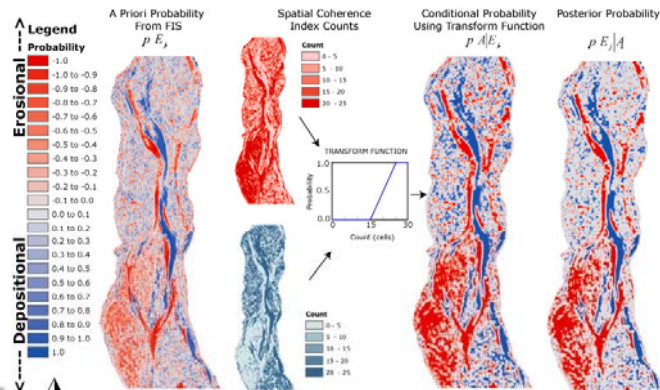 A Priori Probability
From FIS
p E
Spatial Coherence
Index Counts
Conditional Probability
Using Transform Function
p A|E
Posterior Probability
p E | A
Legend
Probability
Erosional
Depositional
-1.0
-1.0 to -0.9
-0.9 to -0.8
-0.8 to -0.7
-0.7 to -0.6
-0.6 to -0.5
-0.5 to -0.4
-0.4 to -0.3
-0.3 to -0.2
-0.2 to -0.1
-0.1 to 0.0
0.0 to 0.1
0.1 to 0.2
0.2 to 0.3
0.3 to 0.4
0.4 to 0.5
0.5 to 0.6
0.6 to 0.7
0.7 to 0.8
0.8 to 0.9
0.9 to 1.0
1.0
Count
0 - 5
5 - 10
10 - 15
15 - 20
20 - 25
TRANSFORM FUNCTION
Probability
1.0
0.5
0.0
0 15 30
Count (cells)
Count
0 - 5
5 - 10
10 - 15
15 - 20
20 - 25